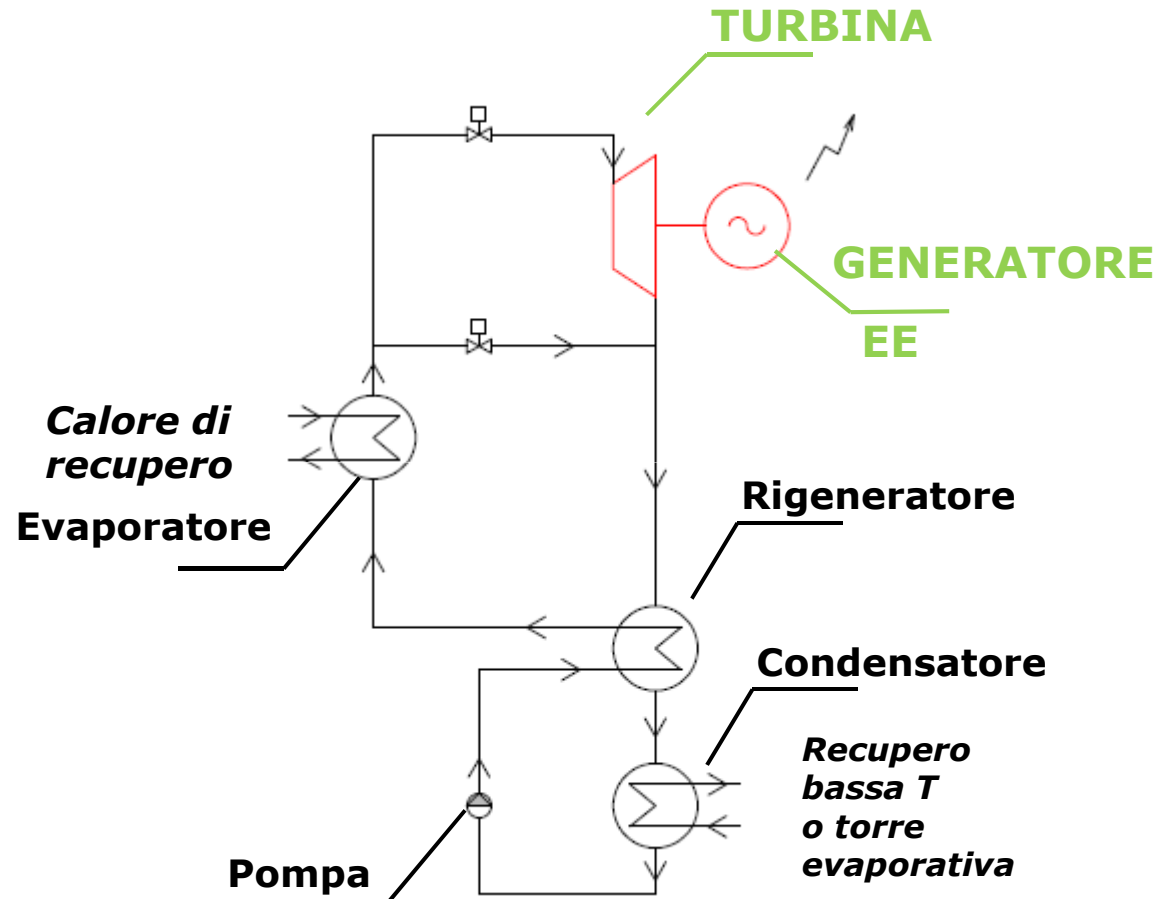 TURBINA
GENERATORE
EE
Calore di
recupero
Evaporatore
Rigeneratore
Condensatore
Recupero
bassa T
o torre
evaporativa
Pompa